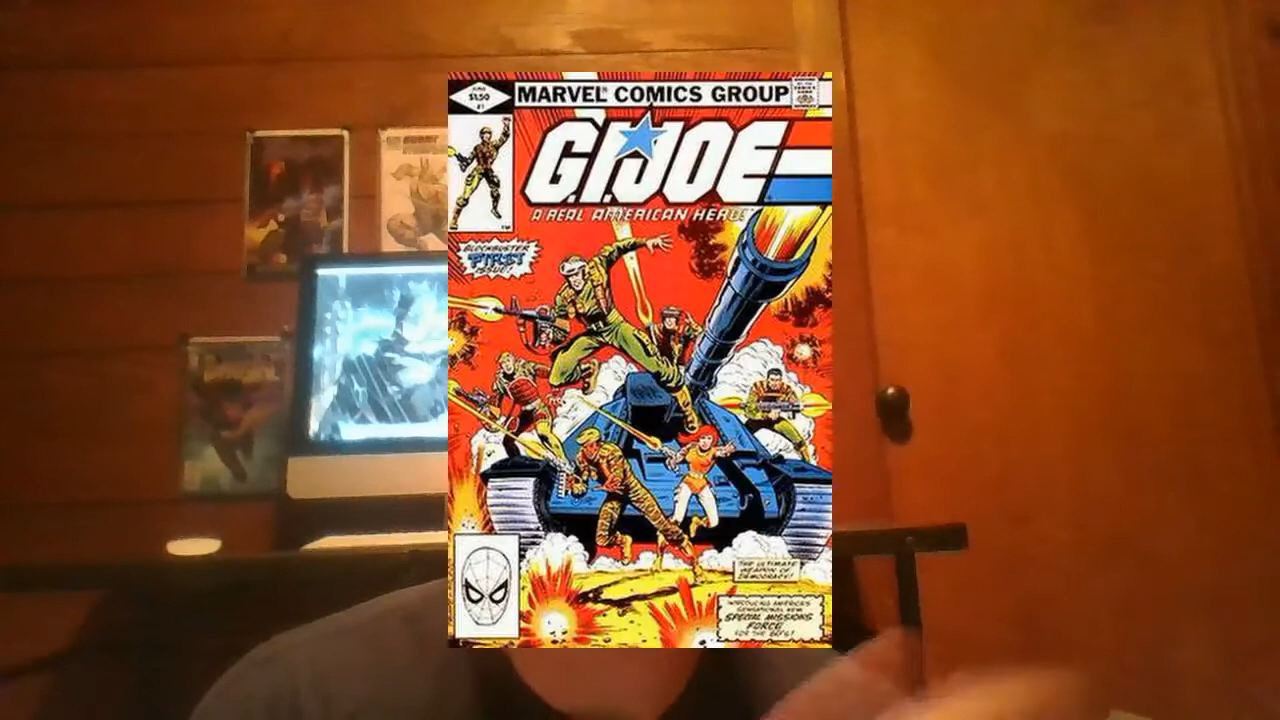 JUNE
$1.50
#1
MARVEL® COMICS GROUP
G.I. JOE
A REAL AMERICAN HERO
BLOCKBUSTER
FIRST
ISSUE!
THE ULTIMATE
WEAPON OF
DEMOCRACY!
INTRODUCING AMERICA'S
SENSATIONAL NEW
SPECIAL MISSIONS
FORCE
FOR THE 80'S!